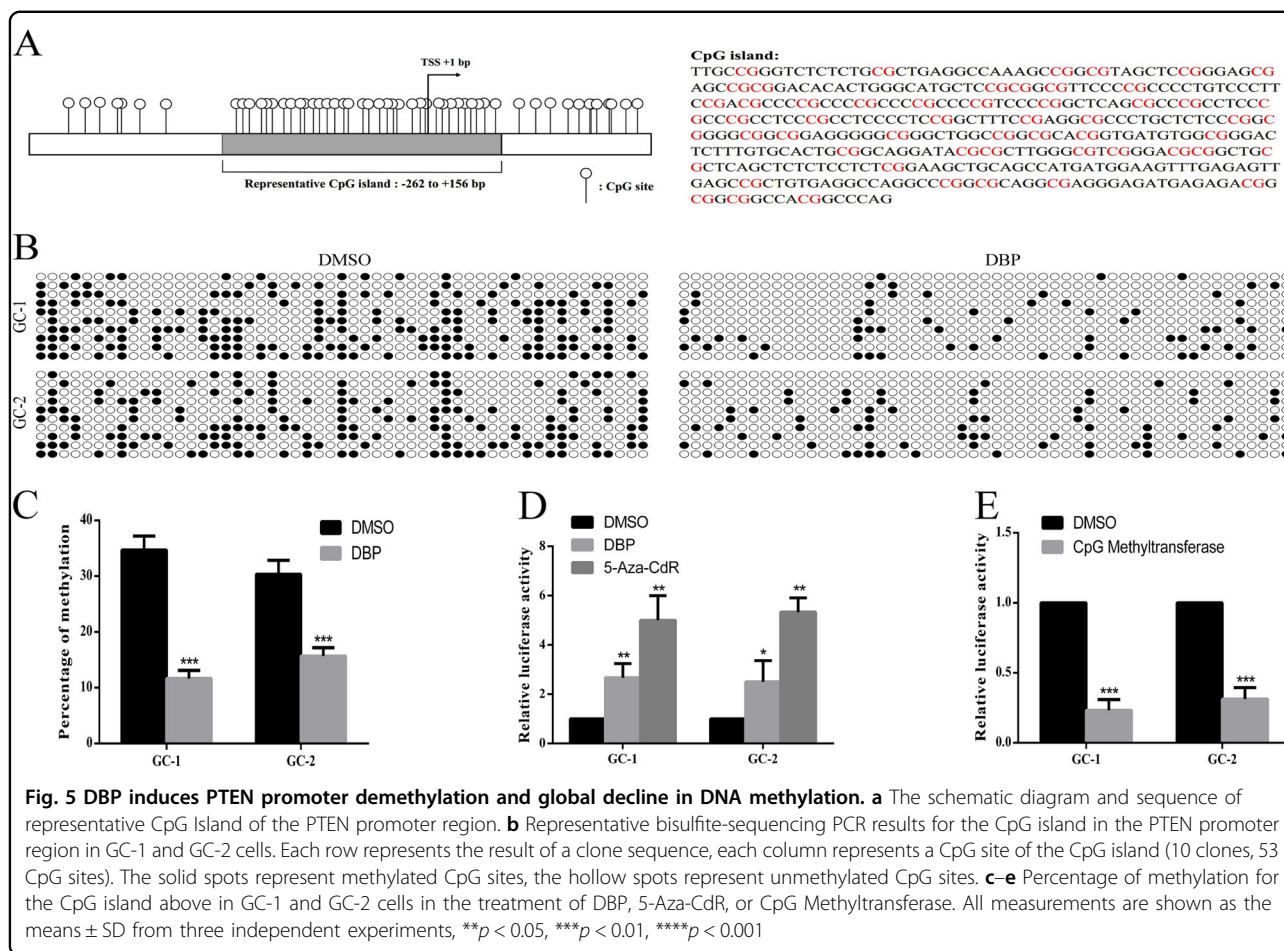 A
TSS +1 bp
Representative CpG island : -262 to +156 bp
: CpG site
CpG island:
TTGCCGGGTCTCTCTGCGCTGAGGCCAAAGCCGGCGTAGCTCCGGGAGCG
AGCCGCGGACACACTGGGCATGCTCCGCGGCGTTCCCCGCCCCTGTCCCTT
CCGACGCCCCGCCCCGCCCCGCCCCGTCCCCGGCTCAGCGCCCGCCTCCC
GCCCGCCTCCCGCCTCCCCTCCGGCTTTCCGAGGCGCCCTGCTCTCCCGGC
GGGGCGGCGGAGGGGGCGGGCTGGCCGGCGCACGGTGATGTGGCGGGAC
TCTTTGTGCACTGCGGCAGGATACGCGCTTGGGCGTCGGGACGCGGCTGC
GCTCAGCTCTCTCCTCTCGGAAGCTGCAGCCATGATGGAAGTTTGAGAGTT
GAGCCGCTGTGAGGCCAGGCCCGGCGCAGGCGAGGGAGATGAGAGACGG
CGGCGGCCACGGCCCAG
B
DMSO
DBP
GC-1
GC-2
C
Percentage of methylation
40
30
20
10
0
DMSO
DBP
***
***
GC-1
GC-2
D
Relative luciferase activity
8
6
4
2
0
DMSO
DBP
5-Aza-CdR
**
**
*
**
GC-1
GC-2
E
Relative luciferase activity
1.5
1.0
0.5
0.0
DMSO
CpG Methyltransferase
***
***
GC-1
GC-2
Fig. 5 DBP induces PTEN promoter demethylation and global decline in DNA methylation. a The schematic diagram and sequence of
representative CpG Island of the PTEN promoter region. b Representative bisulfite-sequencing PCR results for the CpG island in the PTEN promoter
region in GC-1 and GC-2 cells. Each row represents the result of a clone sequence, each column represents a CpG site of the CpG island (10 clones, 53
CpG sites). The solid spots represent methylated CpG sites, the hollow spots represent unmethylated CpG sites. c–e Percentage of methylation for
the CpG island above in GC-1 and GC-2 cells in the treatment of DBP, 5-Aza-CdR, or CpG Methyltransferase. All measurements are shown as the
means ± SD from three independent experiments, **p < 0.05, ***p < 0.01, ****p < 0.001